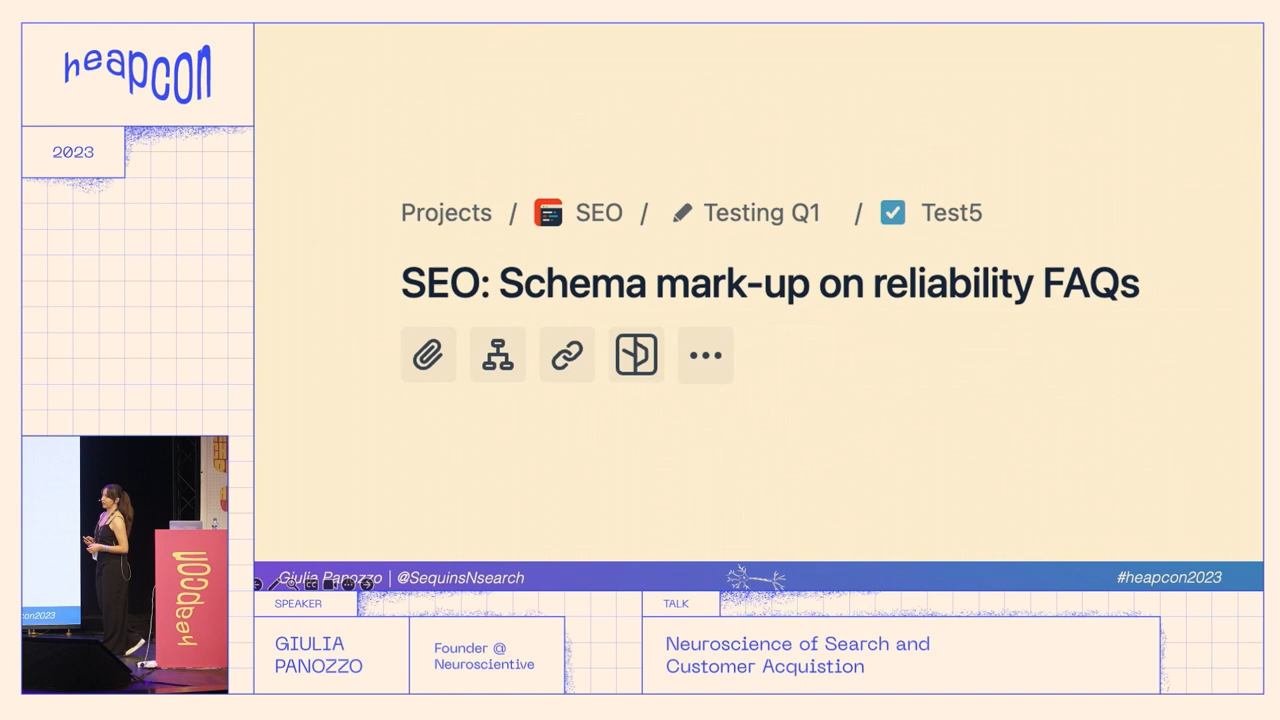 heapcon
2023
Projects / SEO / Testing Q1 / Test5
SEO: Schema mark-up on reliability FAQs
Giulia Panozzo | @SequinsNsearch
#heapcon2023
con2023
heapcon
SPEAKER
GIULIA
PANOZZO
Founder @
Neuroscientive
TALK
Neuroscience of Search and
Customer Acquistion